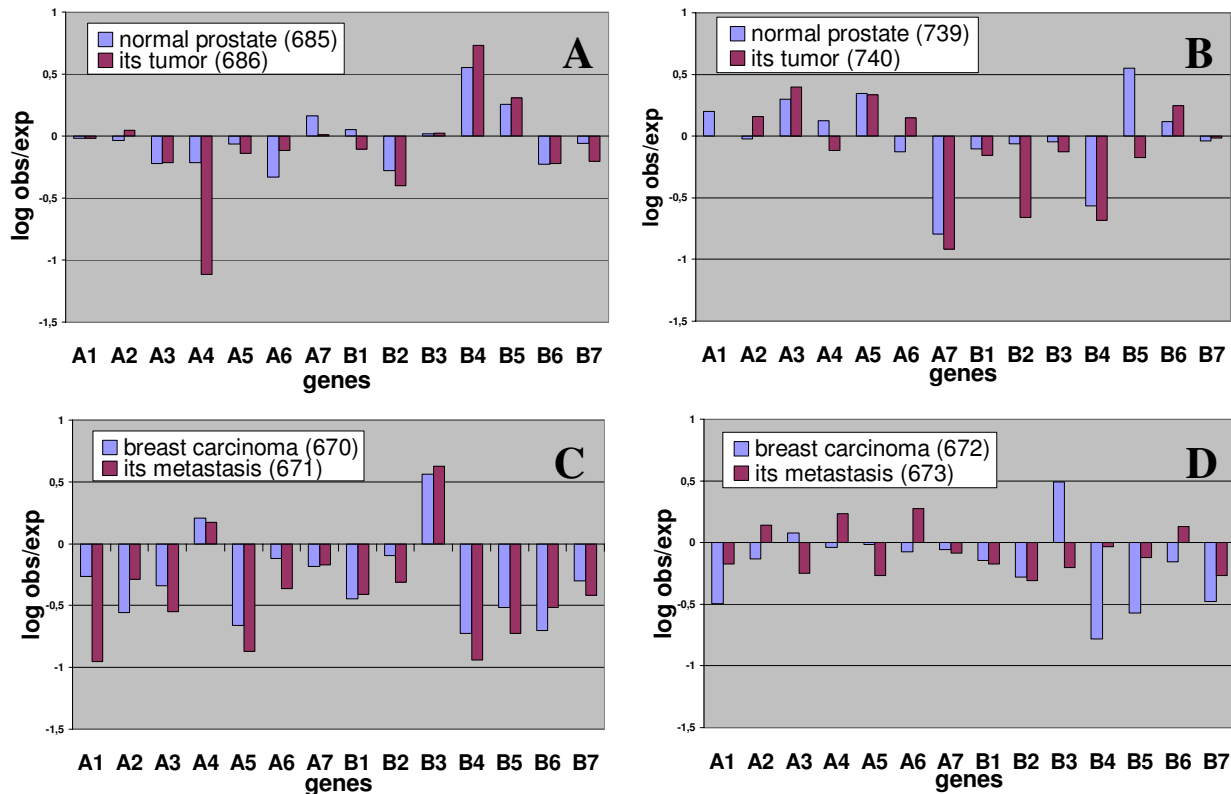 normal prostate (685)
its tumor (686)
A
log obs/exp
1
0,5
0
-0,5
-1
-1,5
A1 A2 A3 A4 A5 A6 A7 B1 B2 B3 B4 B5 B6 B7
genes
normal prostate (739)
its tumor (740)
B
log obs/exp
1
0,5
0
-0,5
-1
-1,5
A1 A2 A3 A4 A5 A6 A7 B1 B2 B3 B4 B5 B6 B7
genes
breast carcinoma (670)
its metastasis (671)
C
log obs/exp
1
0,5
0
-0,5
-1
-1,5
A1 A2 A3 A4 A5 A6 A7 B1 B2 B3 B4 B5 B6 B7
genes
breast carcinoma (672)
its metastasis (673)
D
log obs/exp
1
0,5
0
-0,5
-1
-1,5
A1 A2 A3 A4 A5 A6 A7 B1 B2 B3 B4 B5 B6 B7
genes